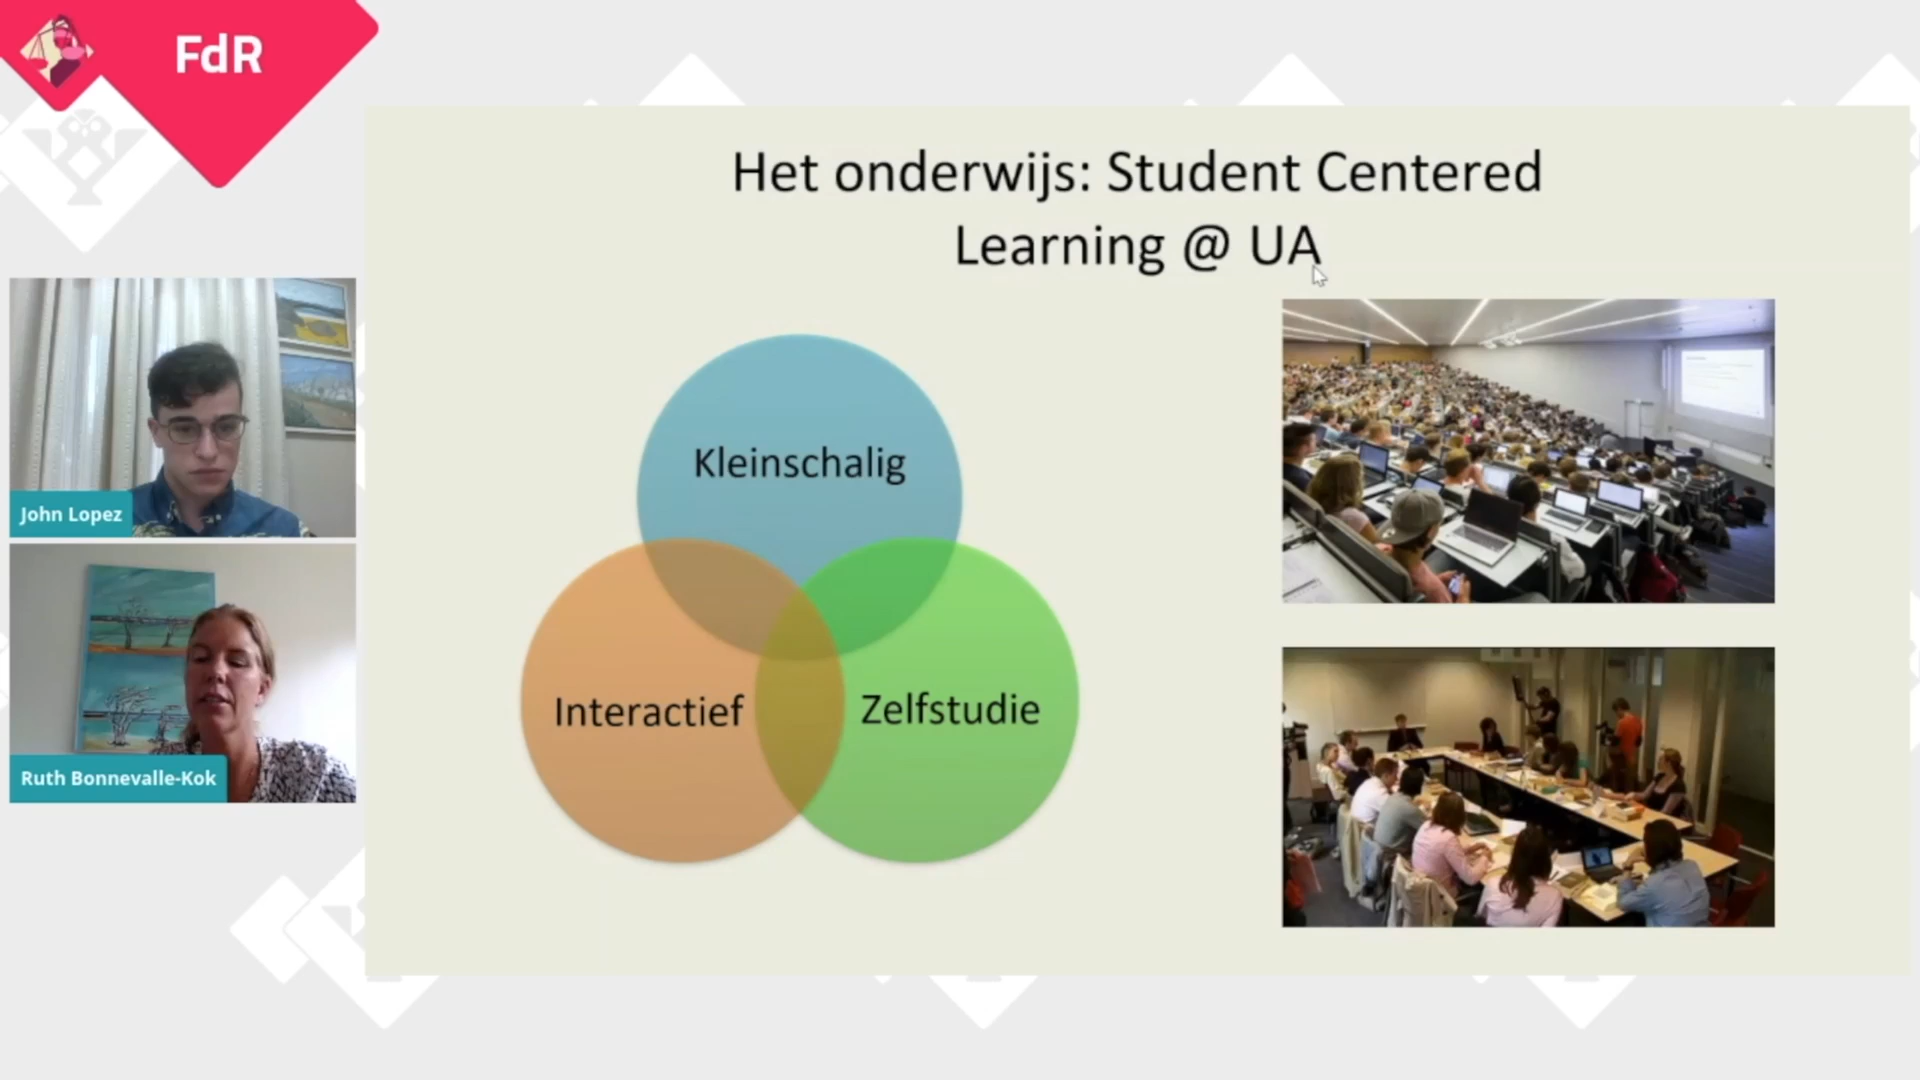 FdR
Het onderwijs: Student Centered
Learning @ UA
Kleinschalig
Interactief
Zelfstudie
John Lopez
Ruth Bonnevalle-Kok